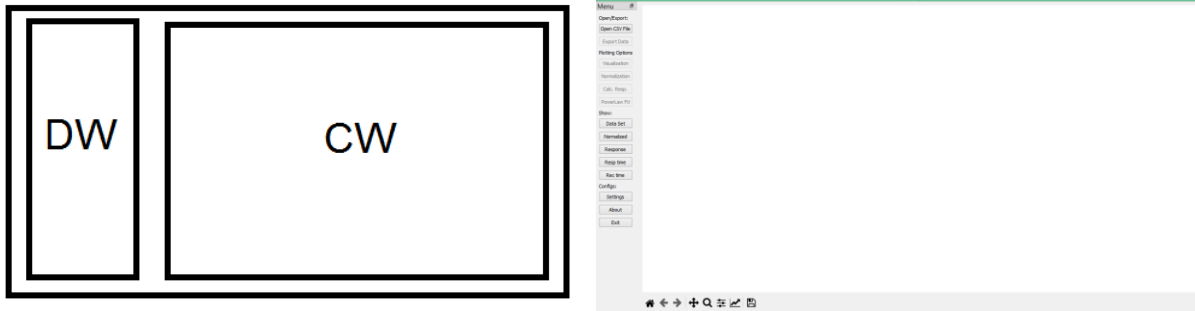 DW
CW
Menu
Open/Export:
Open CSV File
Export Data
Plotting Options
Visualization
Normalization
Calc. Resp.
PowerLaw Fit
Show:
Data Set
Normalized
Response
Resp time
Rec time
Configs:
Settings
About
Exit